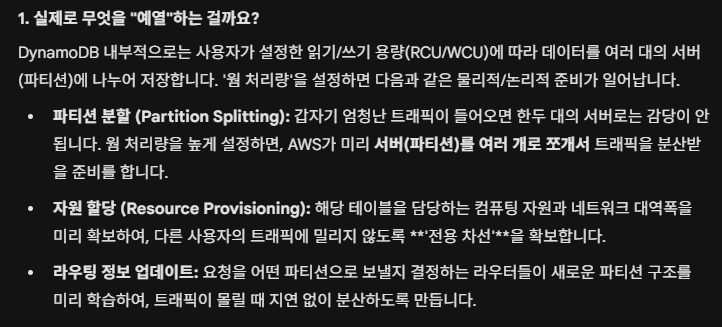 1. 실제로 무엇을 "예열"하는 걸까요?
DynamoDB 내부적으로는 사용자가 설정한 읽기/쓰기 용량(RCU/WCU)에 따라 데이터를 여러 대의 서버
(파티션)에 나누어 저장합니다. '웜 처리량'을 설정하면 다음과 같은 물리적/논리적 준비가 일어납니다.
• 파티션 분할 (Partition Splitting): 갑자기 엄청난 트래픽이 들어오면 한두 대의 서버로는 감당이 안
됩니다. 웜 처리량을 높게 설정하면, AWS가 미리 서버(파티션)를 여러 개로 쪼개서 트래픽을 분산받
을 준비를 합니다.
• 자원 할당 (Resource Provisioning): 해당 테이블을 담당하는 컴퓨팅 자원과 네트워크 대역폭을
미리 확보하여, 다른 사용자의 트래픽에 밀리지 않도록 **'전용 차선'**을 확보합니다.
• 라우팅 정보 업데이트: 요청을 어떤 파티션으로 보낼지 결정하는 라우터들이 새로운 파티션 구조를
미리 학습하여, 트래픽이 몰릴 때 지연 없이 분산하도록 만듭니다.